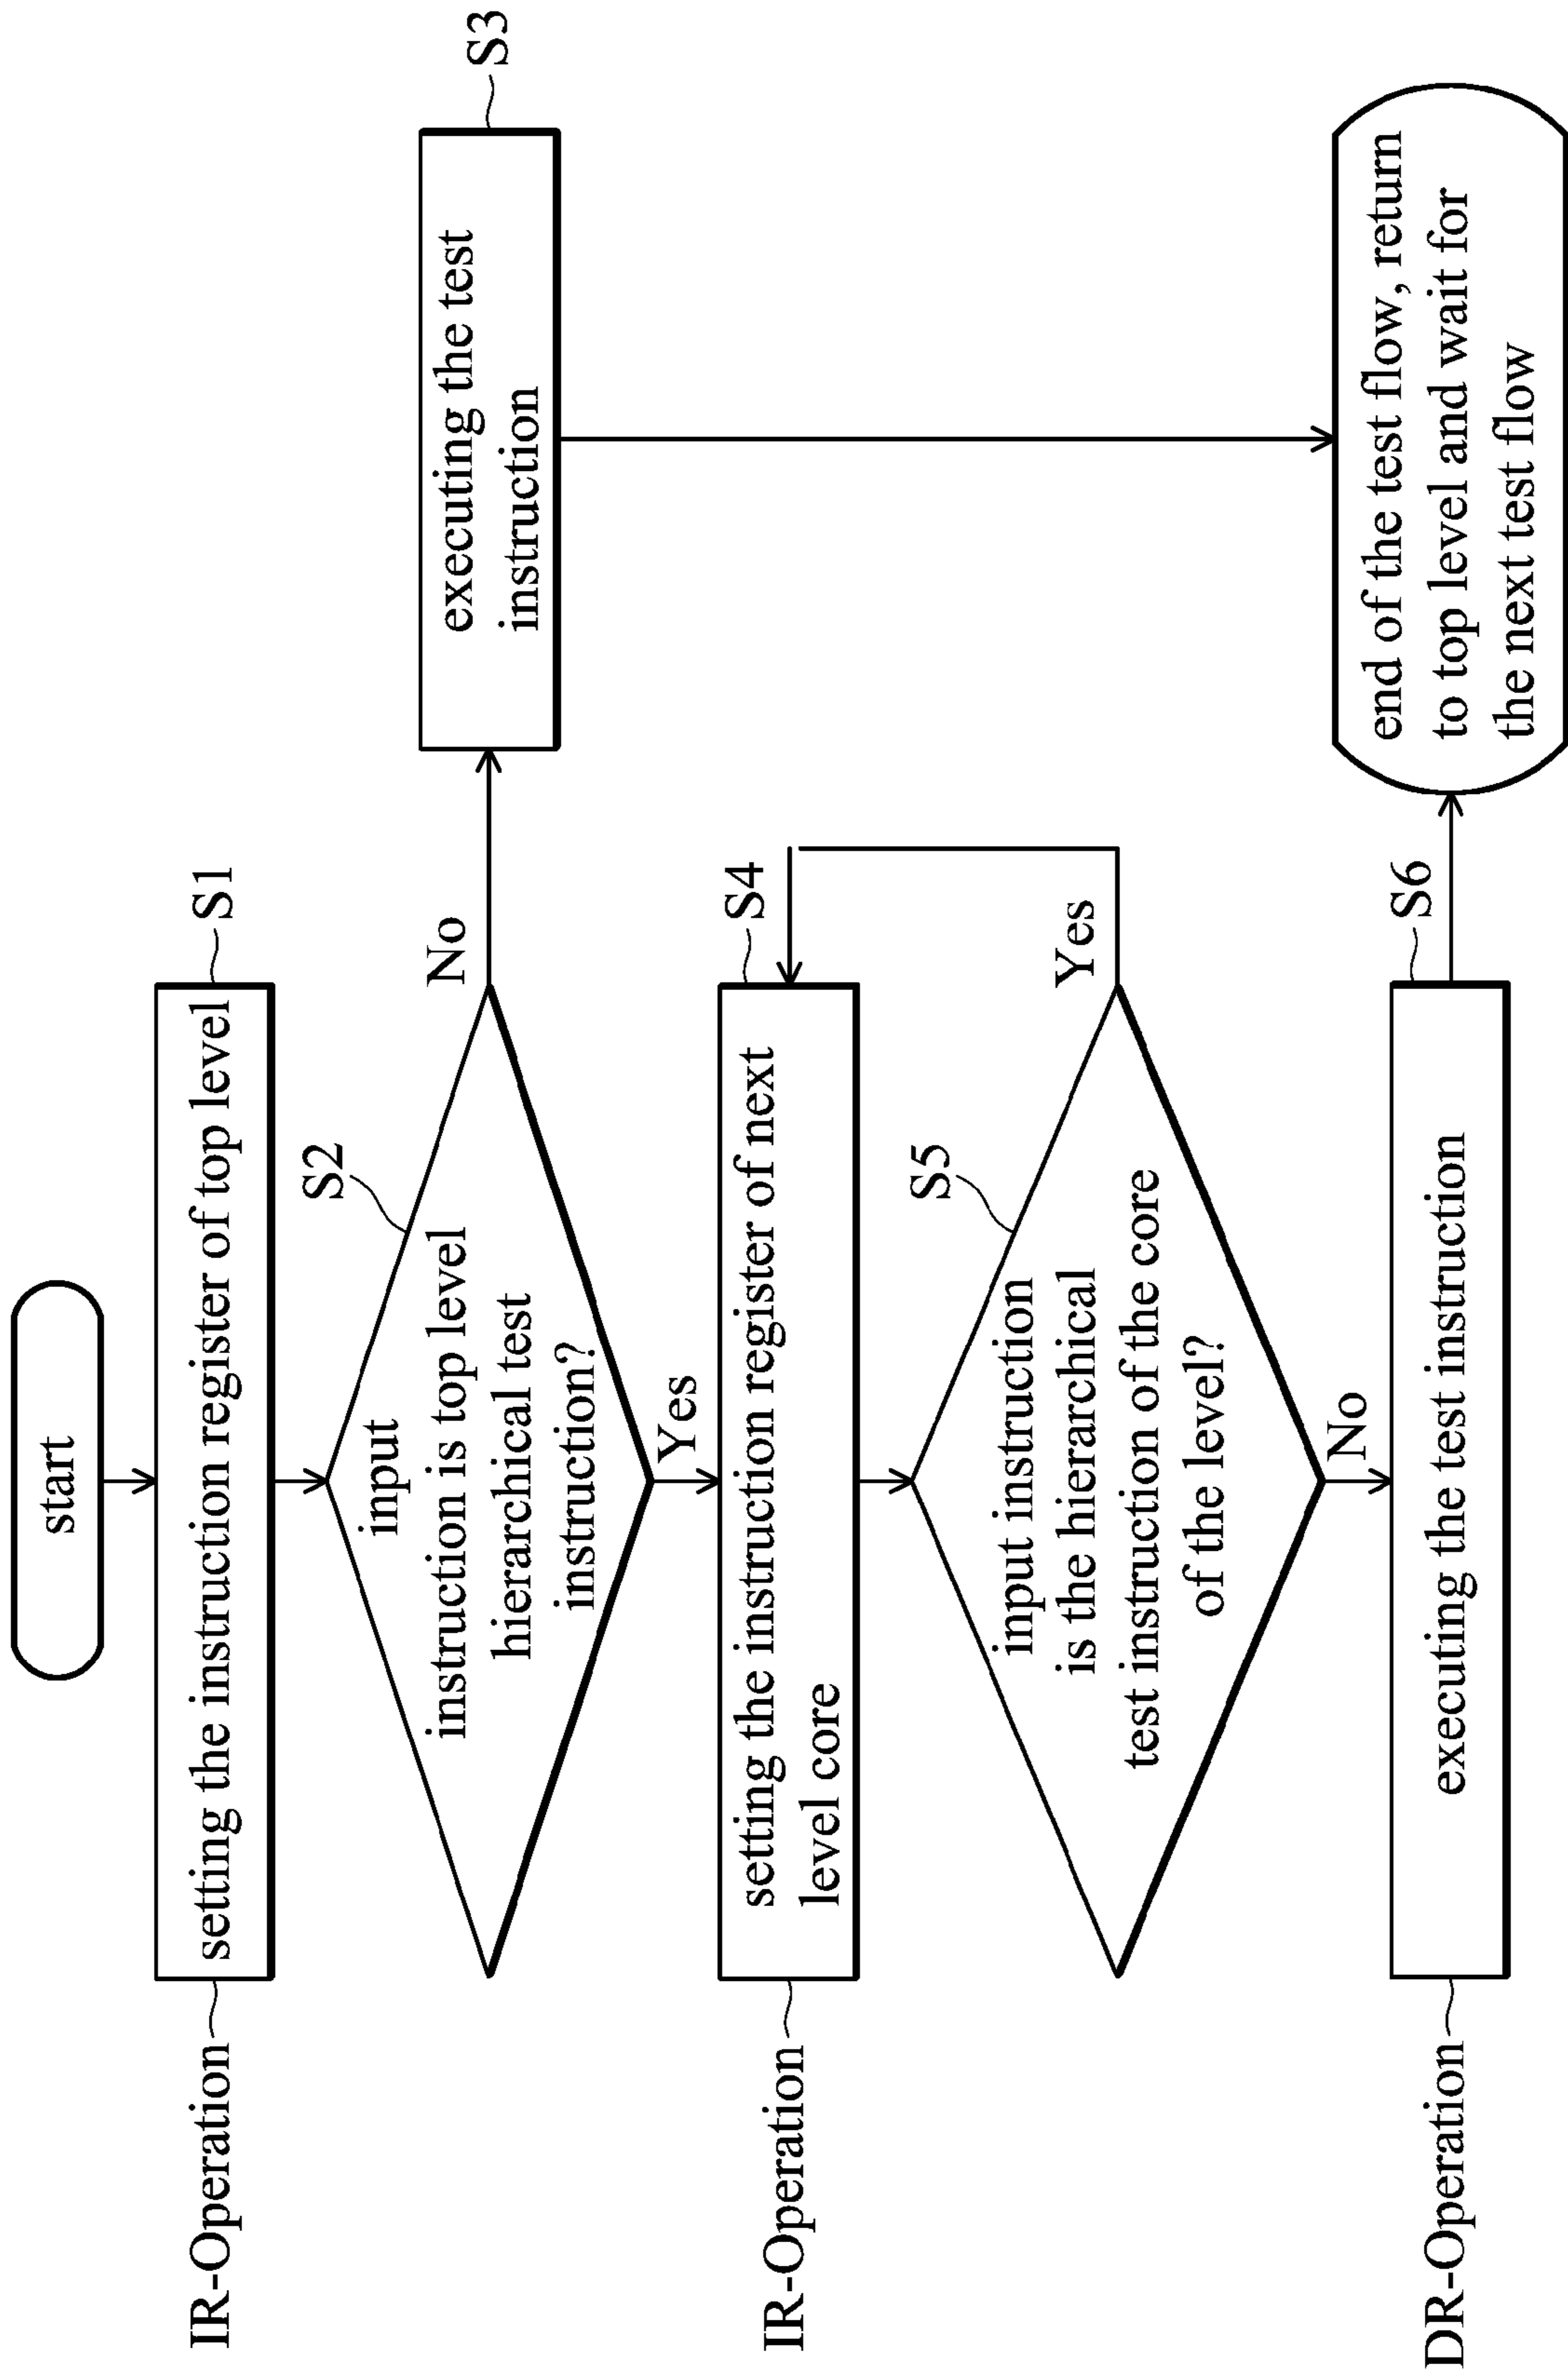 start
IR-Operation
setting the instruction register of top level
S1
S2
input
instruction is top level
hierarchical test
instruction?
No
Yes
executing the test
instruction
S3
IR-Operation
setting the instruction register of next
level core
S4
S5
input instruction
is the hierarchical
test instruction of the core
of the level?
Yes
No
DR-Operation
executing the test instruction
S6
end of the test flow, return
to top level and wait for
the next test flow